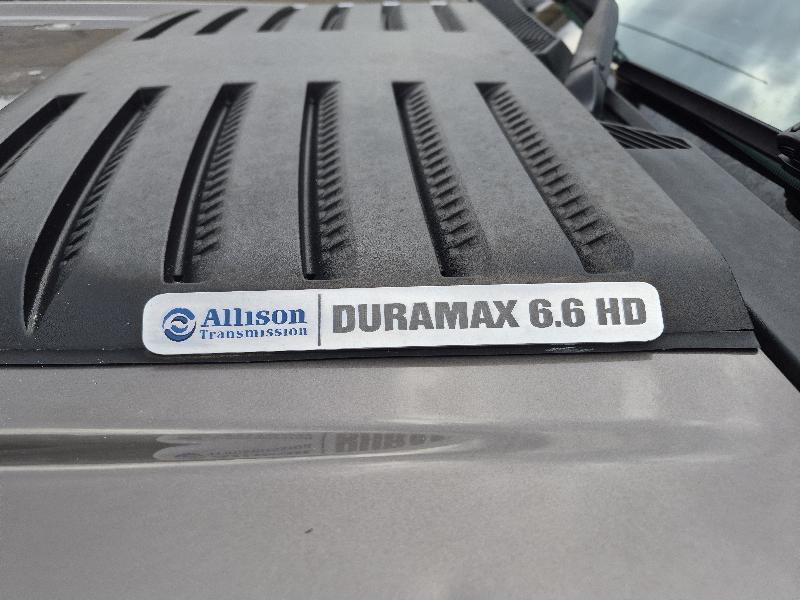 Allison
Transmission
DURAMAX 6.6 HD